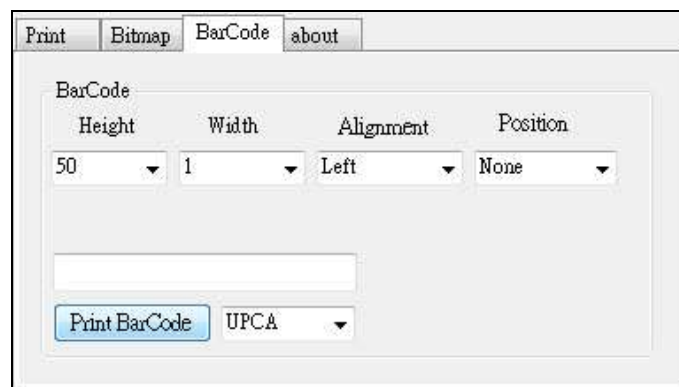 Print Bitmap BarCode about
BarCode
Height Width Alignment Position
50 1 Left None
Print BarCode UPCA